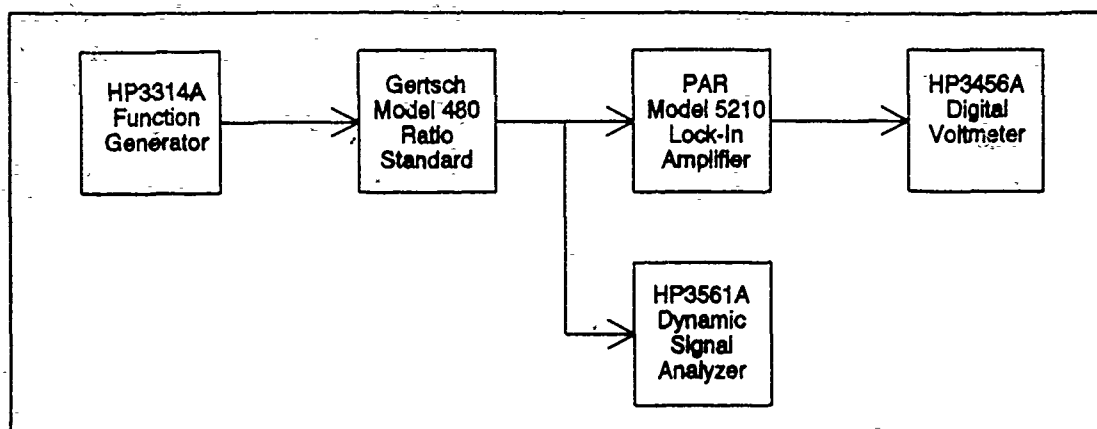 HP3314A
Function
Generator
Gertsch
Model 480
Ratio
Standard
PAR
Model 5210
Lock-In
Amplifier
HP3456A
Digital
Voltmeter
HP3561A
Dynamic
Signal
Analyzer